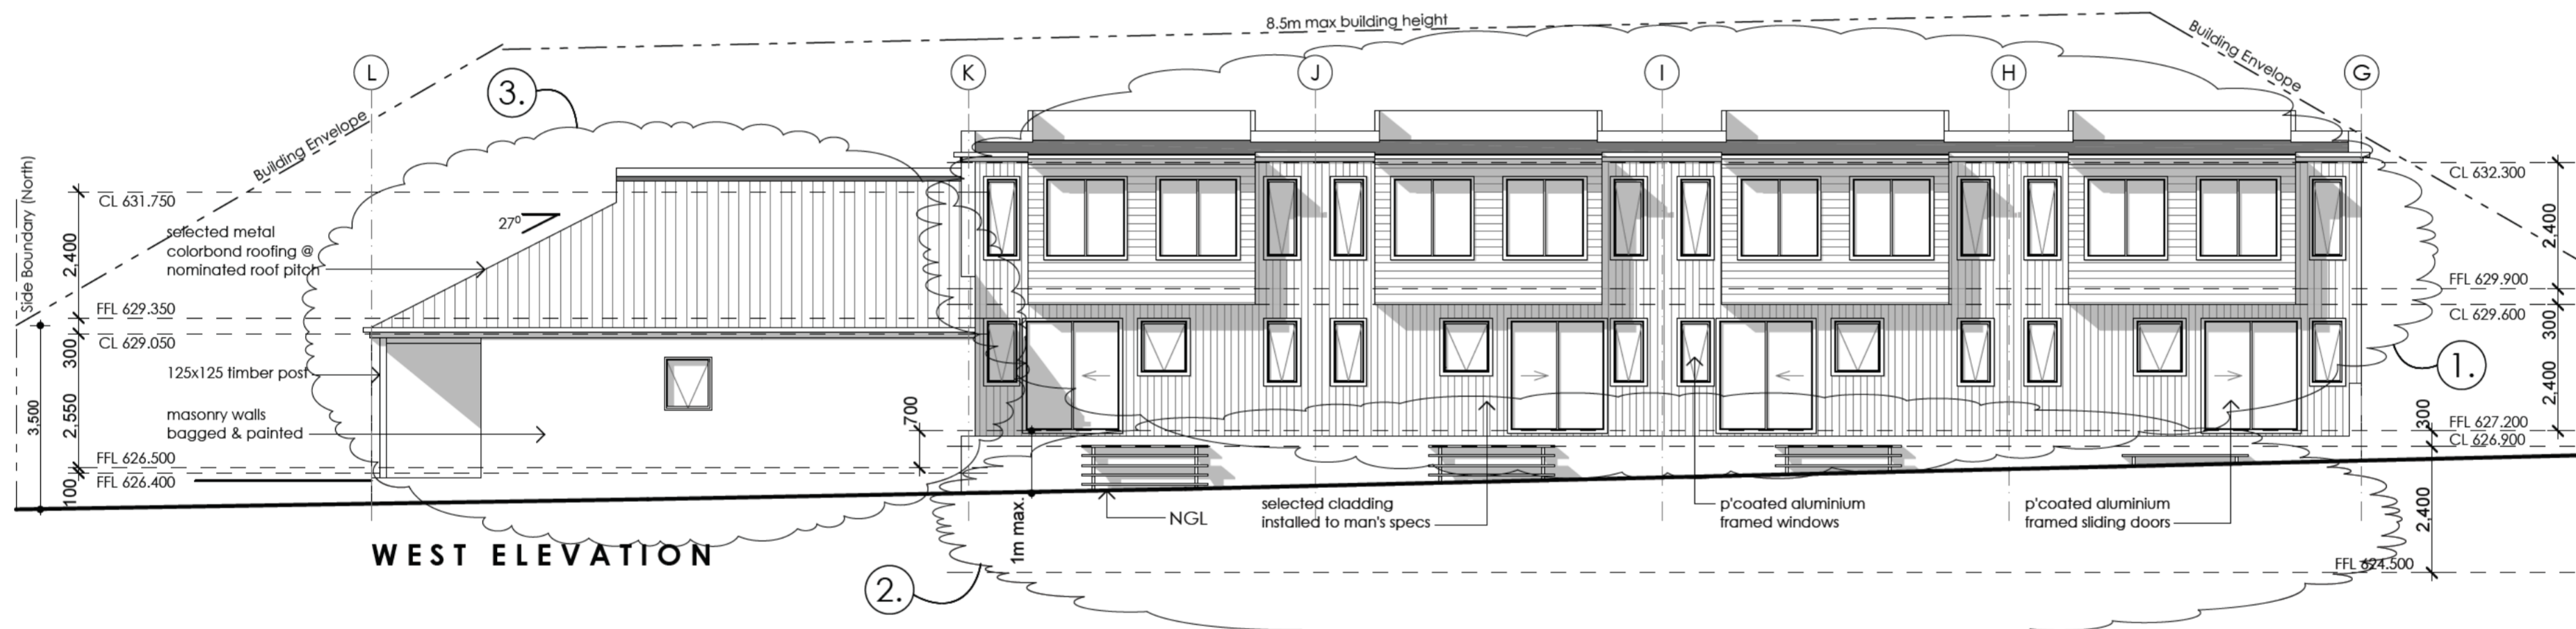 8.5m max building height
Building Envelope
L
K
J
I
H
G
3.
Building Envelope
Side Boundary (North)
CL 631.750
selected metal
colorbond roofing @
nominated roof pitch
27°
2,400
FFL 629.350
300
CL 629.050
125x125 timber post
masonry walls
bagged & painted
2,550
3,500
FFL 626.500
FFL 626.400
100
700
CL 632.300
2,400
FFL 629.900
CL 629.600
300
1.
2,400
FFL 627.200
300
CL 626.900
2,400
FFL 624.500
1m max.
NGL
selected cladding
installed to man's specs
p'coated aluminium
framed windows
p'coated aluminium
framed sliding doors
WEST ELEVATION
2.